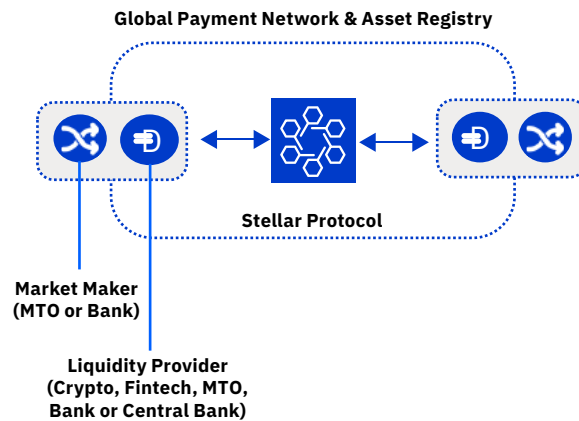 Global Payment Network & Asset Registry
Stellar Protocol
Market Maker
(MTO or Bank)
Liquidity Provider
(Crypto, Fintech, MTO,
Bank or Central Bank)